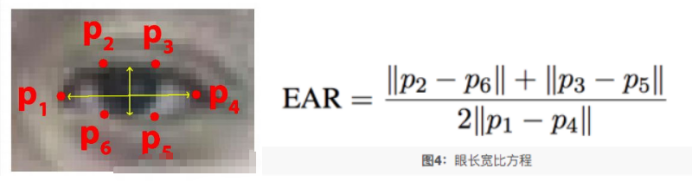 p2 p3
p1 p4
p6 p5
EAR = (‖p2 − p6‖ + ‖p3 − p5‖) / (2‖p1 − p4‖)
图4：眼长宽比方程